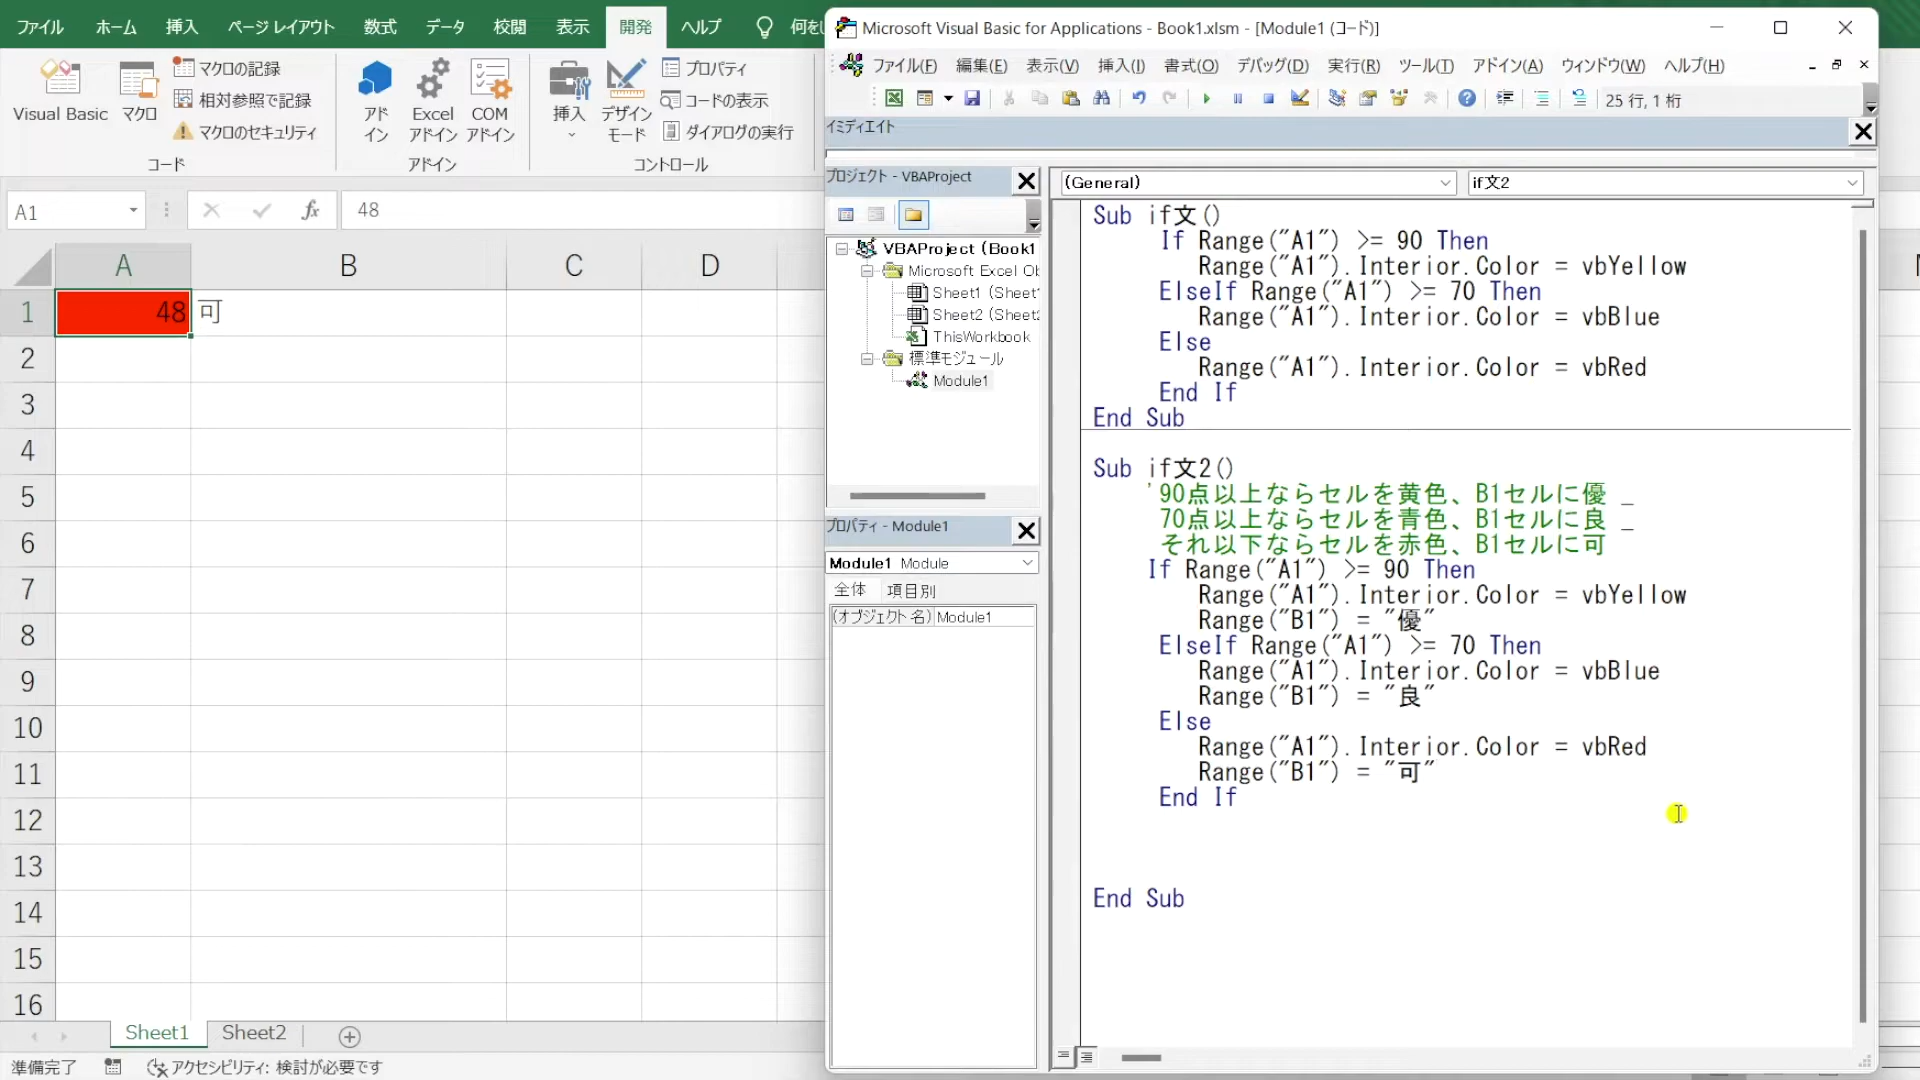 ファイル ホーム 挿入 ページ レイアウト 数式 データ 校閲 表示 開発 ヘルプ
Visual Basic マクロ マクロの記録 相対参照で記録 マクロのセキュリティ
コード
アド
イン
Excel
アドイン
COM
アドイン
アドイン
挿入 デザイン
モード
プロパティ
コードの表示
ダイアログの実行
コントロール
A1 fx 48
A B C D
1 48 可
2
3
4
5
6
7
8
9
10
11
12
13
14
15
16
Sheet1 Sheet2
準備完了 アクセシビリティ: 検討が必要です
Microsoft Visual Basic for Applications - Book1.xlsm - [Module1 (コード)]
ファイル(F) 編集(E) 表示(V) 挿入(I) 書式(O) デバッグ(D) 実行(R) ツール(T) アドイン(A) ウィンドウ(W) ヘルプ(H)
25 行, 1 桁
イミディエイト
プロジェクト - VBAProject
VBAProject (Book1
Microsoft Excel Ob
Sheet1 (Sheet1
Sheet2 (Sheet2
ThisWorkbook
標準モジュール
Module1
プロパティ - Module1
Module1 Module
全体 項目別
(オブジェクト名) Module1
(General) if文2
Sub if文()
If Range("A1") >= 90 Then
Range("A1").Interior.Color = vbYellow
ElseIf Range("A1") >= 70 Then
Range("A1").Interior.Color = vbBlue
Else
Range("A1").Interior.Color = vbRed
End If
End Sub
Sub if文2()
'90点以上ならセルを黄色、B1セルに優 _
70点以上ならセルを青色、B1セルに良 _
それ以下ならセルを赤色、B1セルに可
If Range("A1") >= 90 Then
Range("A1").Interior.Color = vbYellow
Range("B1") = "優"
ElseIf Range("A1") >= 70 Then
Range("A1").Interior.Color = vbBlue
Range("B1") = "良"
Else
Range("A1").Interior.Color = vbRed
Range("B1") = "可"
End If
End Sub